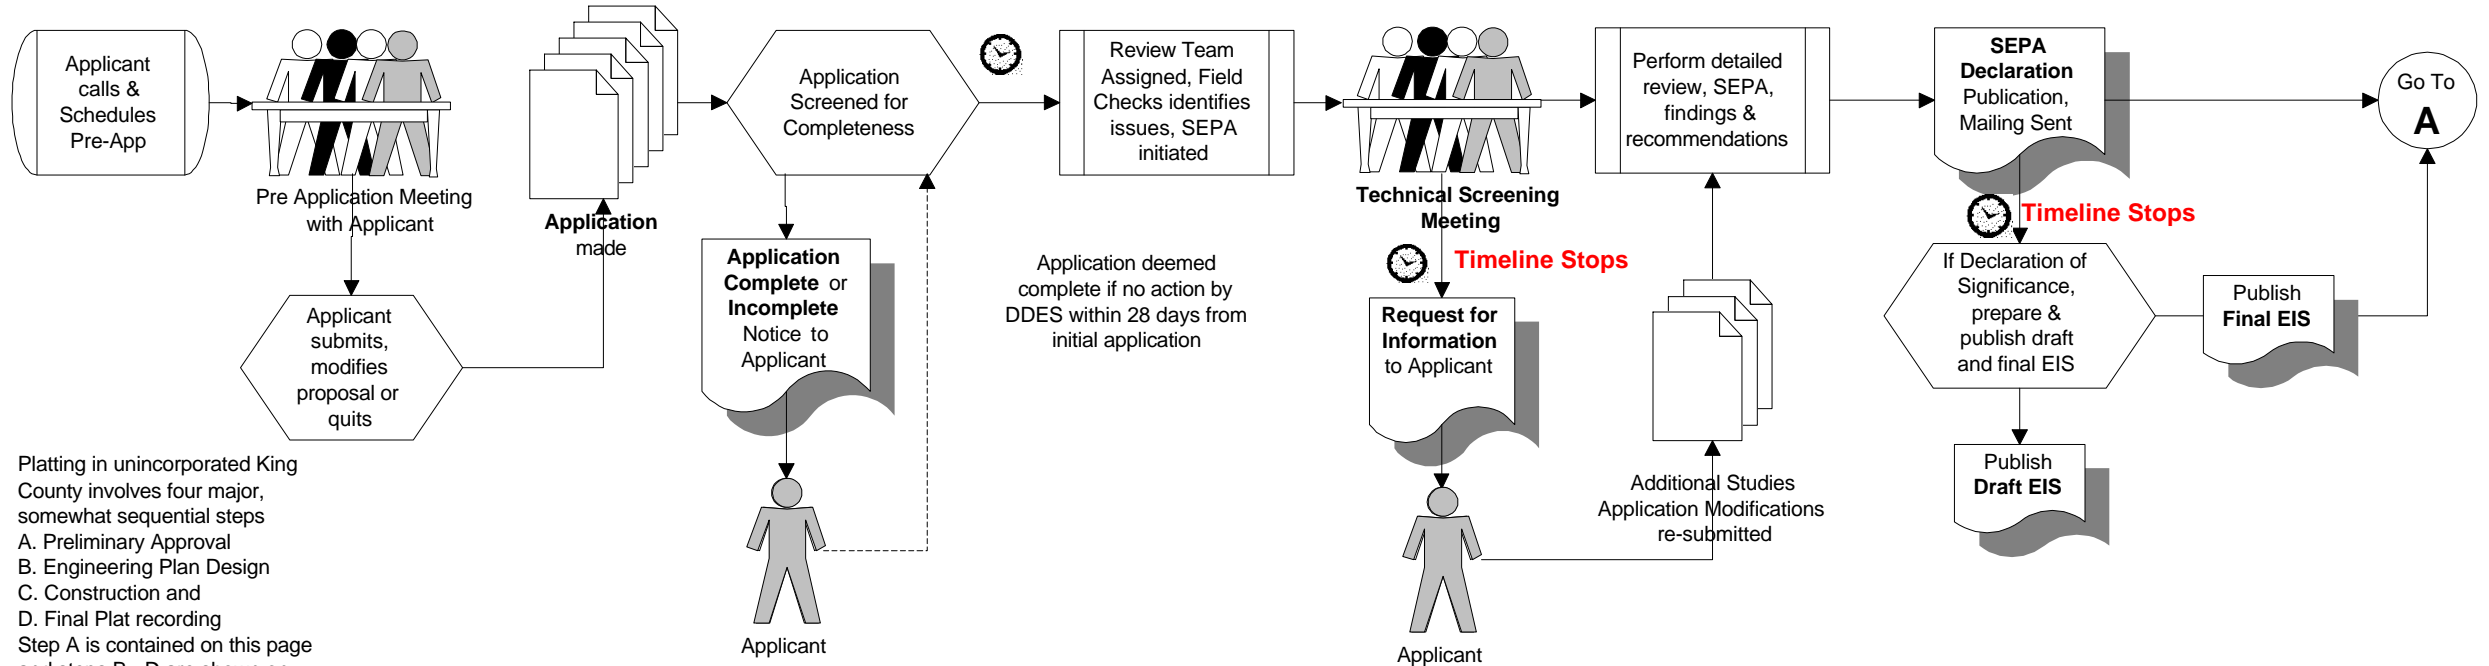 Applicant
calls &
Schedules
Pre-App
Pre Application Meeting
with Applicant
Applicant
submits,
modifies
proposal or
quits
Application
made
Application
Screened for
Completeness
Application
Complete or
Incomplete
Notice to
Applicant
Applicant
Review Team
Assigned, Field
Checks identifies
issues, SEPA
initiated
Application deemed
complete if no action by
DDES within 28 days from
initial application
Technical Screening
Meeting
Timeline Stops
Request for
Information
to Applicant
Applicant
Perform detailed
review, SEPA,
findings &
recommendations
Additional Studies
Application Modifications
re-submitted
SEPA
Declaration
Publication,
Mailing Sent
Timeline Stops
If Declaration of
Significance,
prepare &
publish draft
and final EIS
Publish
Draft EIS
Publish
Final EIS
Go To
A
Platting in unincorporated King
County involves four major,
somewhat sequential steps
A. Preliminary Approval
B. Engineering Plan Design
C. Construction and
D. Final Plat recording
Step A is contained on this page